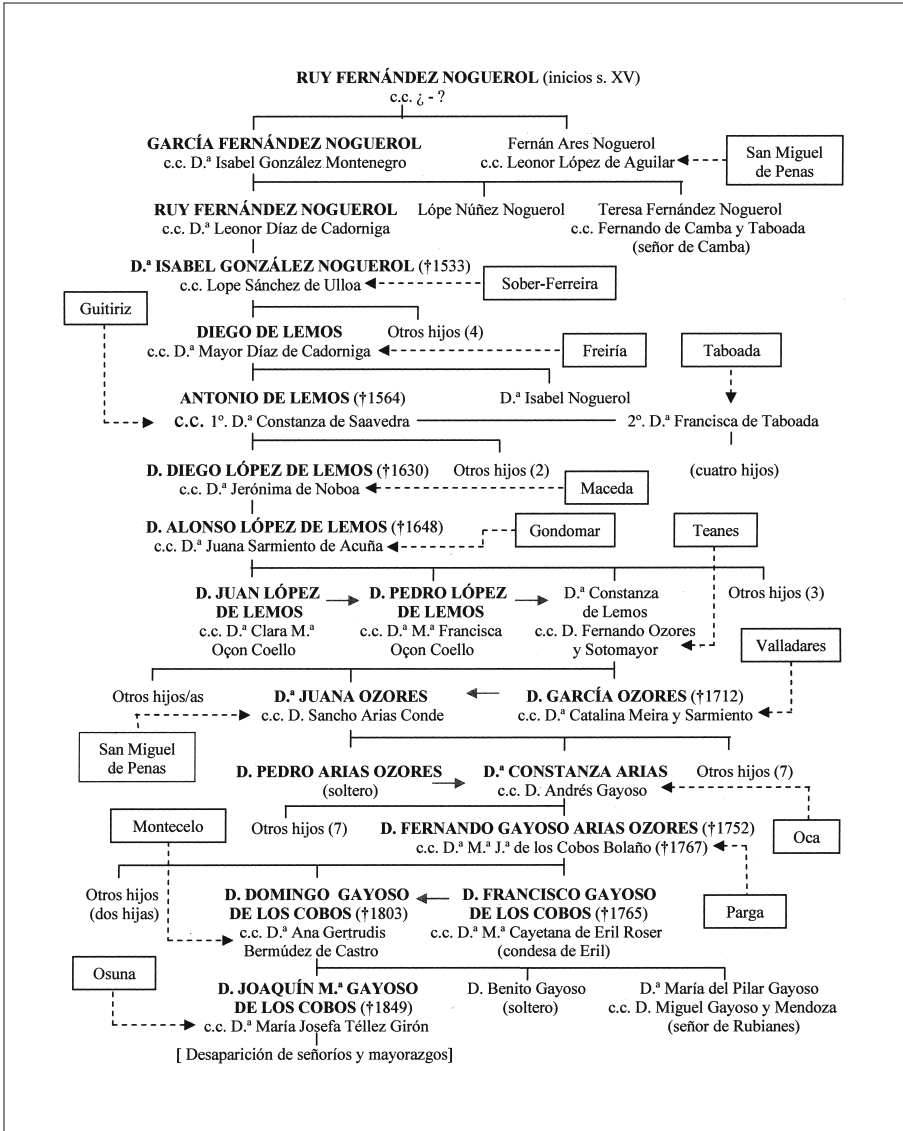 RUY FERNÁNDEZ NOGUEROL (inicios s. XV)
c.c. ¿ - ?
GARCÍA FERNÁNDEZ NOGUEROL
c.c. D.ª Isabel González Montenegro
Fernán Ares Noguerol
c.c. Leonor López de Aguilar
San Miguel
de Penas
RUY FERNÁNDEZ NOGUEROL
c.c. D.ª Leonor Díaz de Cadorniga
Lópe Núñez Noguerol
Teresa Fernández Noguerol
c.c. Fernando de Camba y Taboada
(señor de Camba)
D.ª ISABEL GONZÁLEZ NOGUEROL (†1533)
c.c. Lope Sánchez de Ulloa
Sober-Ferreira
Guitiriz
DIEGO DE LEMOS
c.c. D.ª Mayor Díaz de Cadorniga
Otros hijos (4)
Freiría
Taboada
ANTONIO DE LEMOS (†1564)
c.c. 1º. D.ª Constanza de Saavedra
D.ª Isabel Noguerol
2º. D.ª Francisca de Taboada
D. DIEGO LÓPEZ DE LEMOS (†1630)
c.c. D.ª Jerónima de Noboa
Otros hijos (2)
(cuatro hijos)
Maceda
D. ALONSO LÓPEZ DE LEMOS (†1648)
c.c. D.ª Juana Sarmiento de Acuña
Gondomar
Teanes
D. JUAN LÓPEZ
DE LEMOS
c.c. D.ª Clara M.ª
Oçon Coello
D. PEDRO LÓPEZ
DE LEMOS
c.c. D.ª M.ª Francisca
Oçon Coello
D.ª Constanza
de Lemos
c.c. D. Fernando Ozores
y Sotomayor
Otros hijos (3)
Valladares
Otros hijos/as
D.ª JUANA OZORES
c.c. D. Sancho Arias Conde
D. GARCÍA OZORES (†1712)
c.c. D.ª Catalina Meira y Sarmiento
San Miguel
de Penas
D. PEDRO ARIAS OZORES
(soltero)
D.ª CONSTANZA ARIAS
c.c. D. Andrés Gayoso
Otros hijos (7)
Oca
Montecelo
Otros hijos (7)
D. FERNANDO GAYOSO ARIAS OZORES (†1752)
c.c. D.ª M.ª J.ª de los Cobos Bolaño (†1767)
Parga
Otros hijos
(dos hijas)
D. DOMINGO GAYOSO
DE LOS COBOS (†1803)
c.c. D.ª Ana Gertrudis
Bermúdez de Castro
D. FRANCISCO GAYOSO
DE LOS COBOS (†1765)
c.c. D.ª M.ª Cayetana de Eril Roser
(condesa de Eril)
Osuna
D. JOAQUÍN M.ª GAYOSO
DE LOS COBOS (†1849)
c.c. D.ª María Josefa Téllez Girón
D. Benito Gayoso
(soltero)
D.ª María del Pilar Gayoso
c.c. D. Miguel Gayoso y Mendoza
(señor de Rubianes)
[ Desaparición de señoríos y mayorazgos]